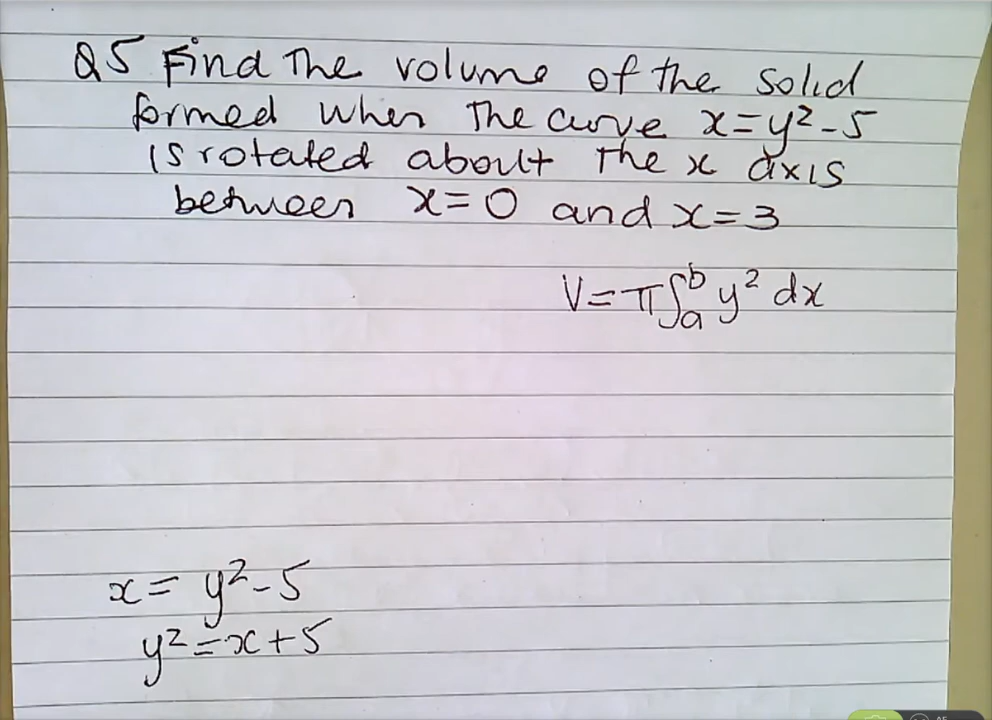 Q5 Find The volume of the solid
formed when The curve x = y² - 5
is rotated about The x axis
between x = 0 and x = 3
V = π∫ₐᵇ y² dx
x = y² - 5
y² = x + 5